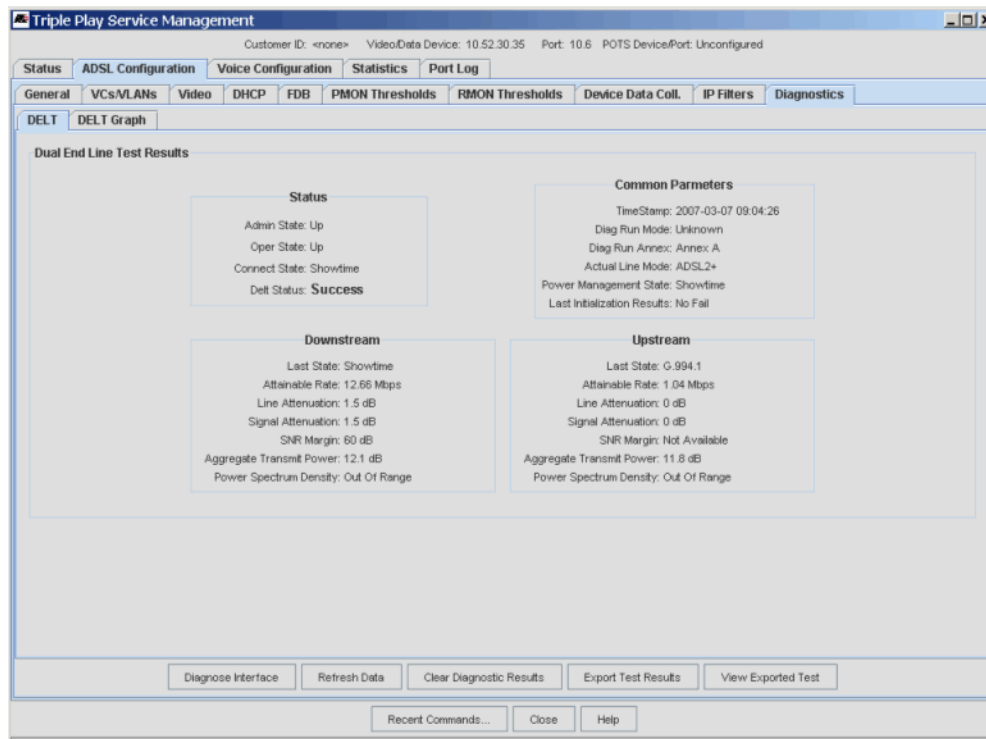 Triple Play Service Management
Customer ID: <none> Video/Data Device: 10.52.30.35 Port: 10.6 POTS Device/Port: Unconfigured
Status ADSL Configuration Voice Configuration Statistics Port Log
General VCs/VLANs Video DHCP FDB PMON Thresholds RMON Thresholds Device Data Coll. IP Filters Diagnostics
DELT DELT Graph
Dual End Line Test Results
Status
Admin State: Up
Oper State: Up
Connect State: Showtime
Delt Status: Success
Common Parmeters
TimeStamp: 2007-03-07 09:04:26
Diag Run Mode: Unknown
Diag Run Annex: Annex A
Actual Line Mode: ADSL2+
Power Management State: Showtime
Last Initialization Results: No Fail
Downstream
Last State: Showtime
Attainable Rate: 12.66 Mbps
Line Attenuation: 1.5 dB
Signal Attenuation: 1.5 dB
SNR Margin: 60 dB
Aggregate Transmit Power: 12.1 dB
Power Spectrum Density: Out Of Range
Upstream
Last State: G.994.1
Attainable Rate: 1.04 Mbps
Line Attenuation: 0 dB
Signal Attenuation: 0 dB
SNR Margin: Not Available
Aggregate Transmit Power: 11.8 dB
Power Spectrum Density: Out Of Range
Diagnose Interface Refresh Data Clear Diagnostic Results Export Test Results View Exported Test
Recent Commands... Close Help